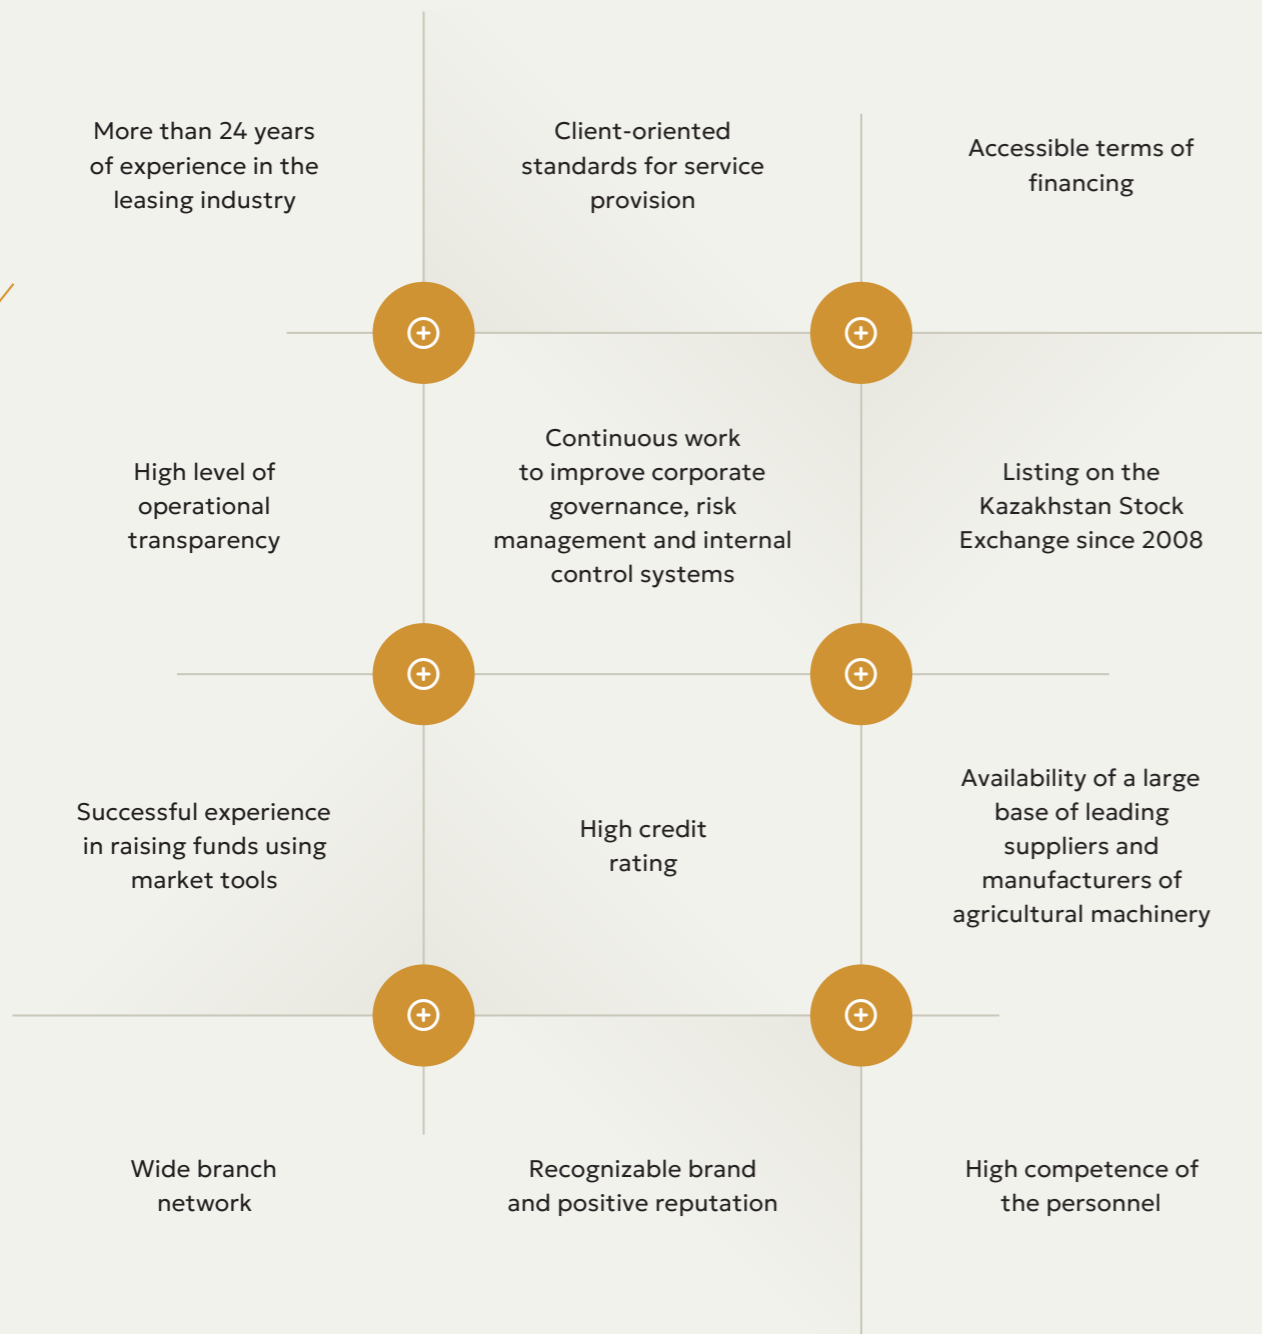 More than 24 years
of experience in the
leasing industry
Client-oriented
standards for service
provision
Accessible terms of
financing
High level of
operational
transparency
Continuous work
to improve corporate
governance, risk
management and internal
control systems
Listing on the
Kazakhstan Stock
Exchange since 2008
Successful experience
in raising funds using
market tools
High credit
rating
Availability of a large
base of leading
suppliers and
manufacturers of
agricultural machinery
Wide branch
network
Recognizable brand
and positive reputation
High competence of
the personnel